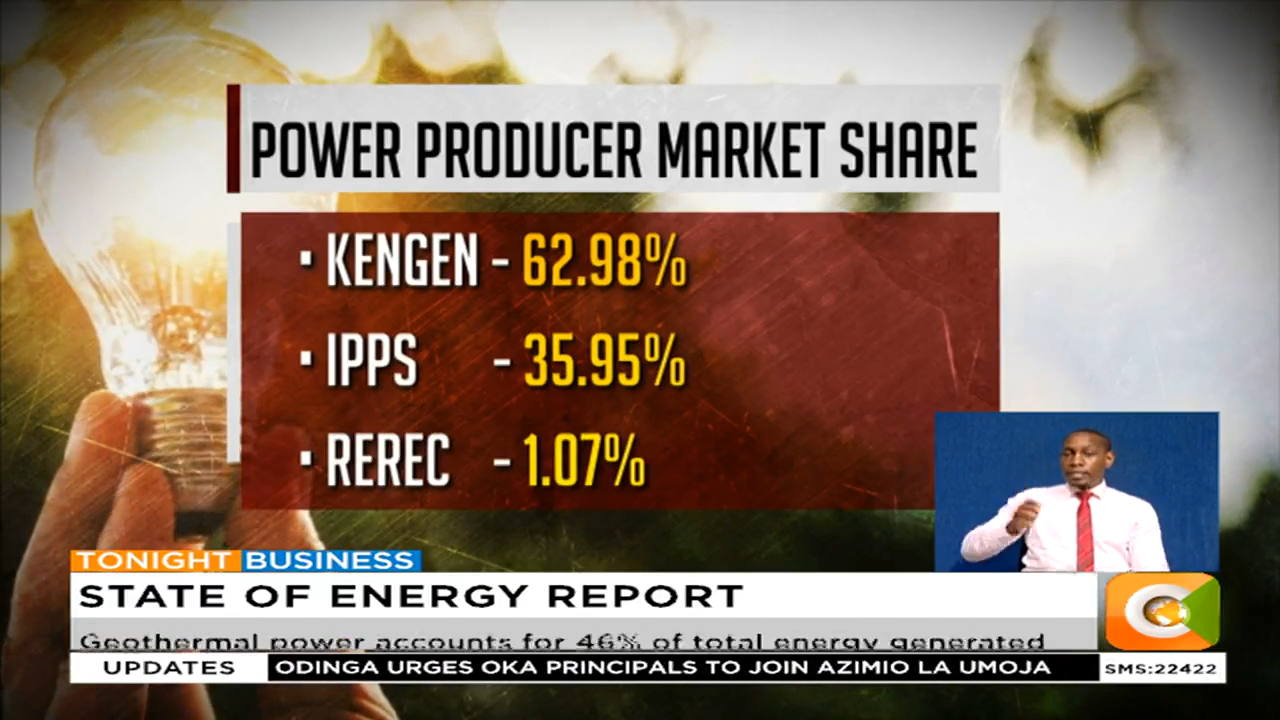 POWER PRODUCER MARKET SHARE
· KENGEN - 62.98%
· IPPS - 35.95%
· REREC - 1.07%
TONIGHT BUSINESS
STATE OF ENERGY REPORT
Geothermal power accounts for 46% of total energy generated
UPDATES ODINGA URGES OKA PRINCIPALS TO JOIN AZIMIO LA UMOJA SMS:22422